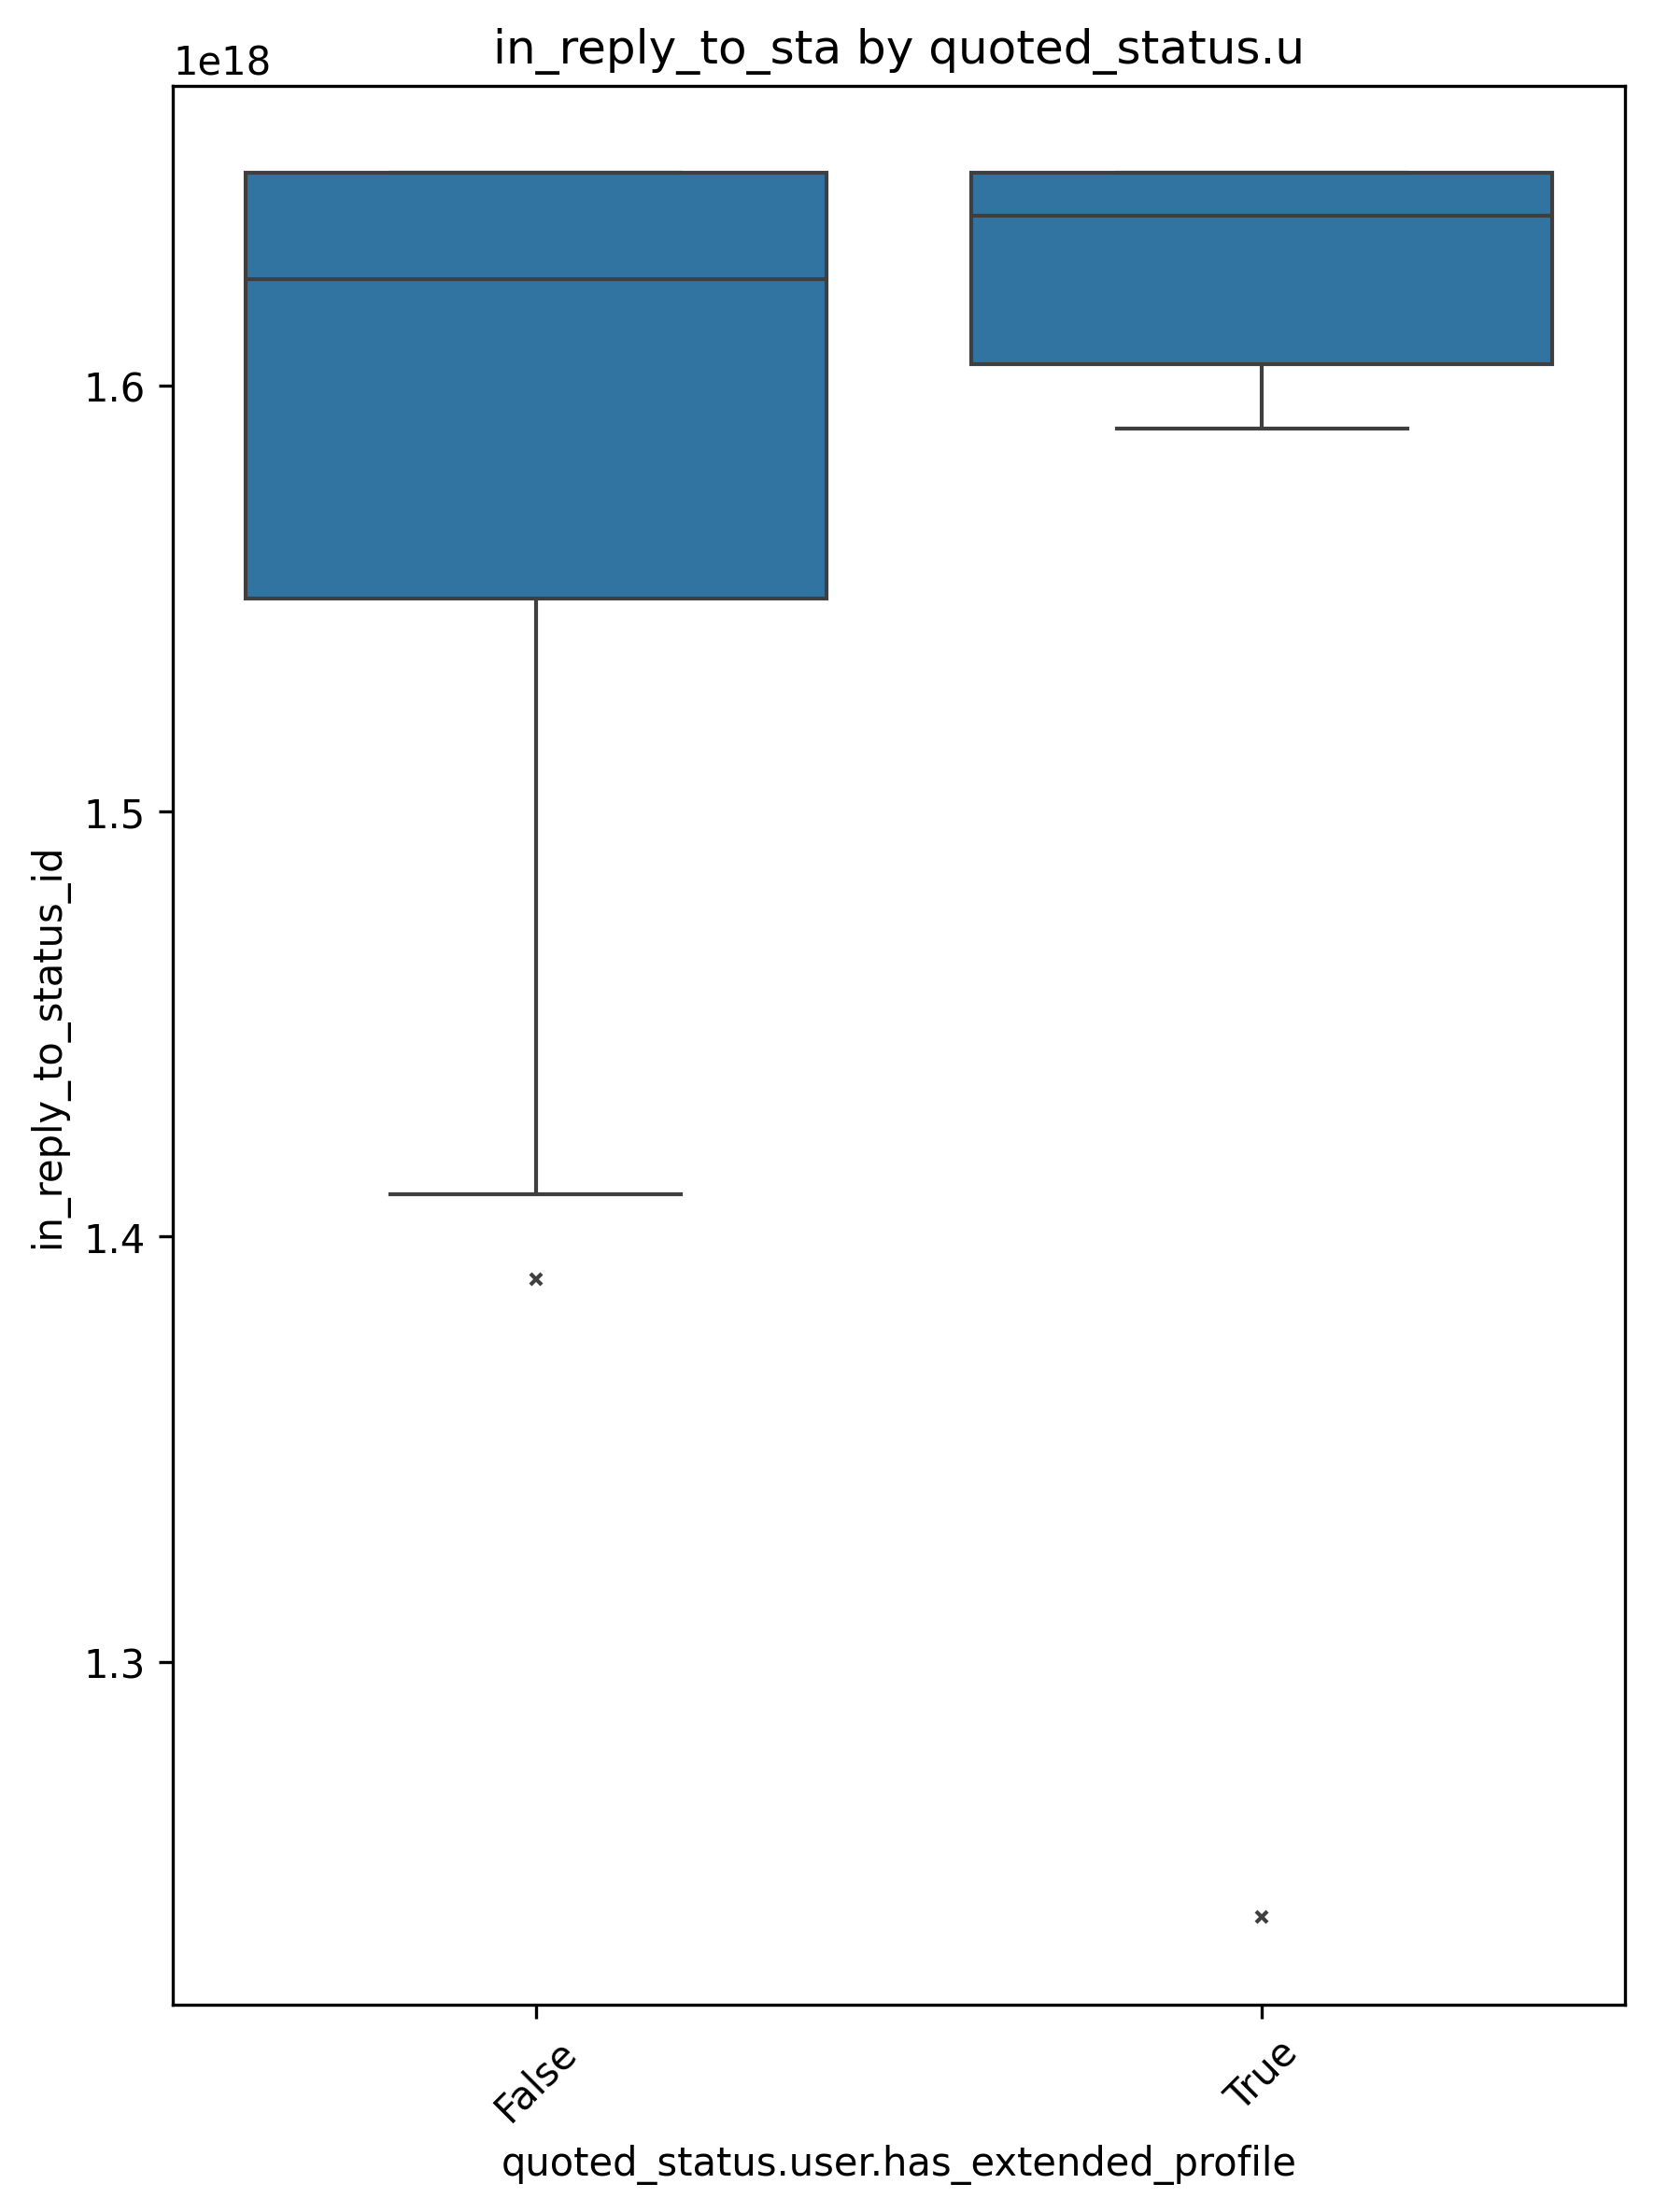 in_reply_to_sta by quoted_status.u
1e18
1.6
1.5
1.4
1.3
in_reply_to_status_id
False
True
quoted_status.user.has_extended_profile